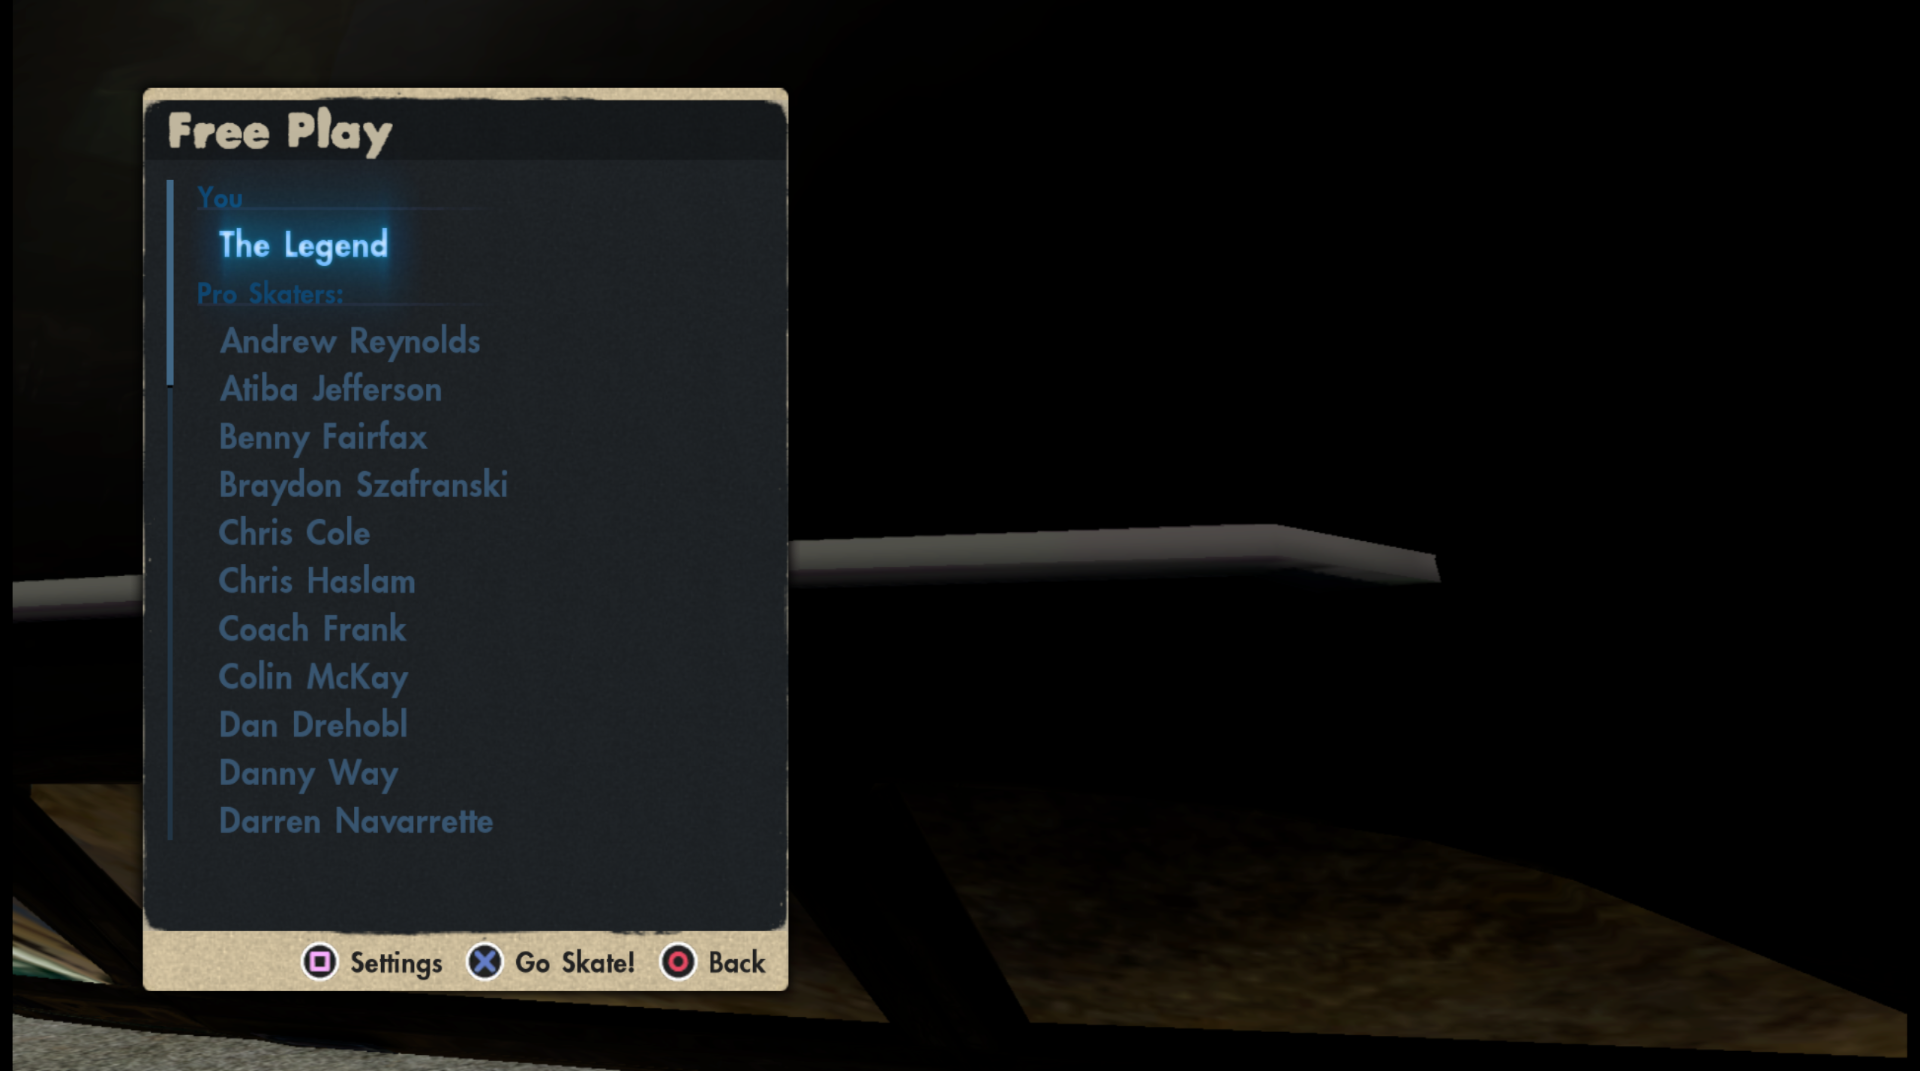 Free Play
You
The Legend
Pro Skaters:
Andrew Reynolds
Atiba Jefferson
Benny Fairfax
Braydon Szafranski
Chris Cole
Chris Haslam
Coach Frank
Colin McKay
Dan Drehobl
Danny Way
Darren Navarrette
Settings Go Skate! Back